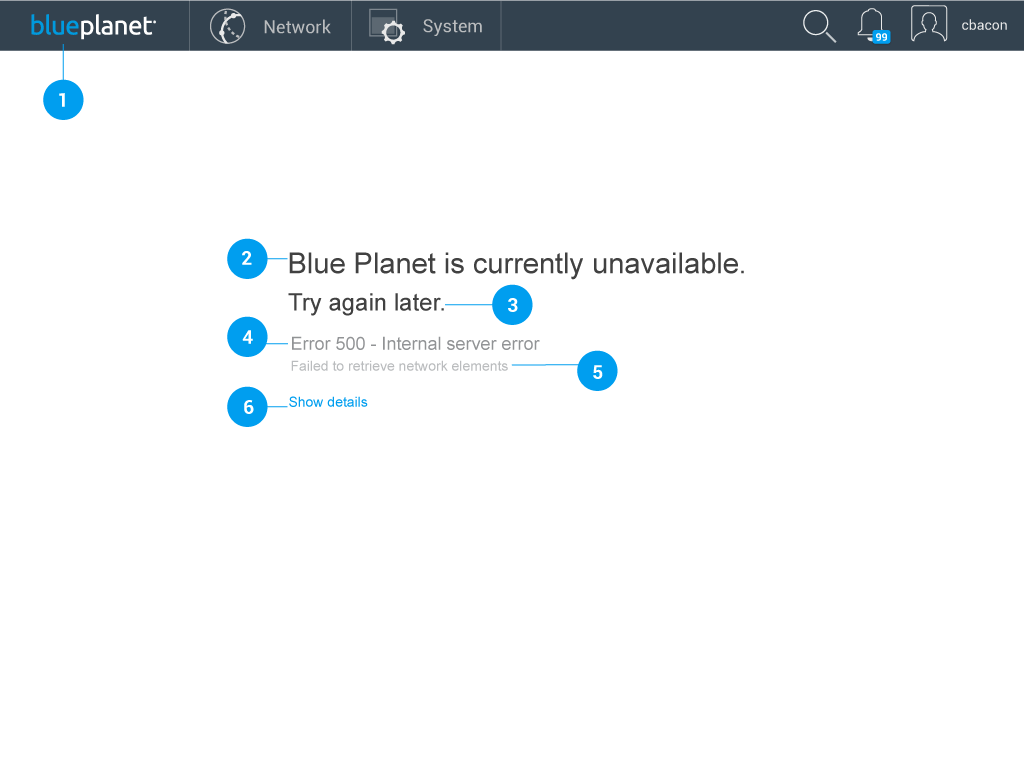 blueplanet
Network
System
99
cbacon
1
2
Blue Planet is currently unavailable.
Try again later.
3
4
Error 500 - Internal server error
Failed to retrieve network elements
5
6
Show details